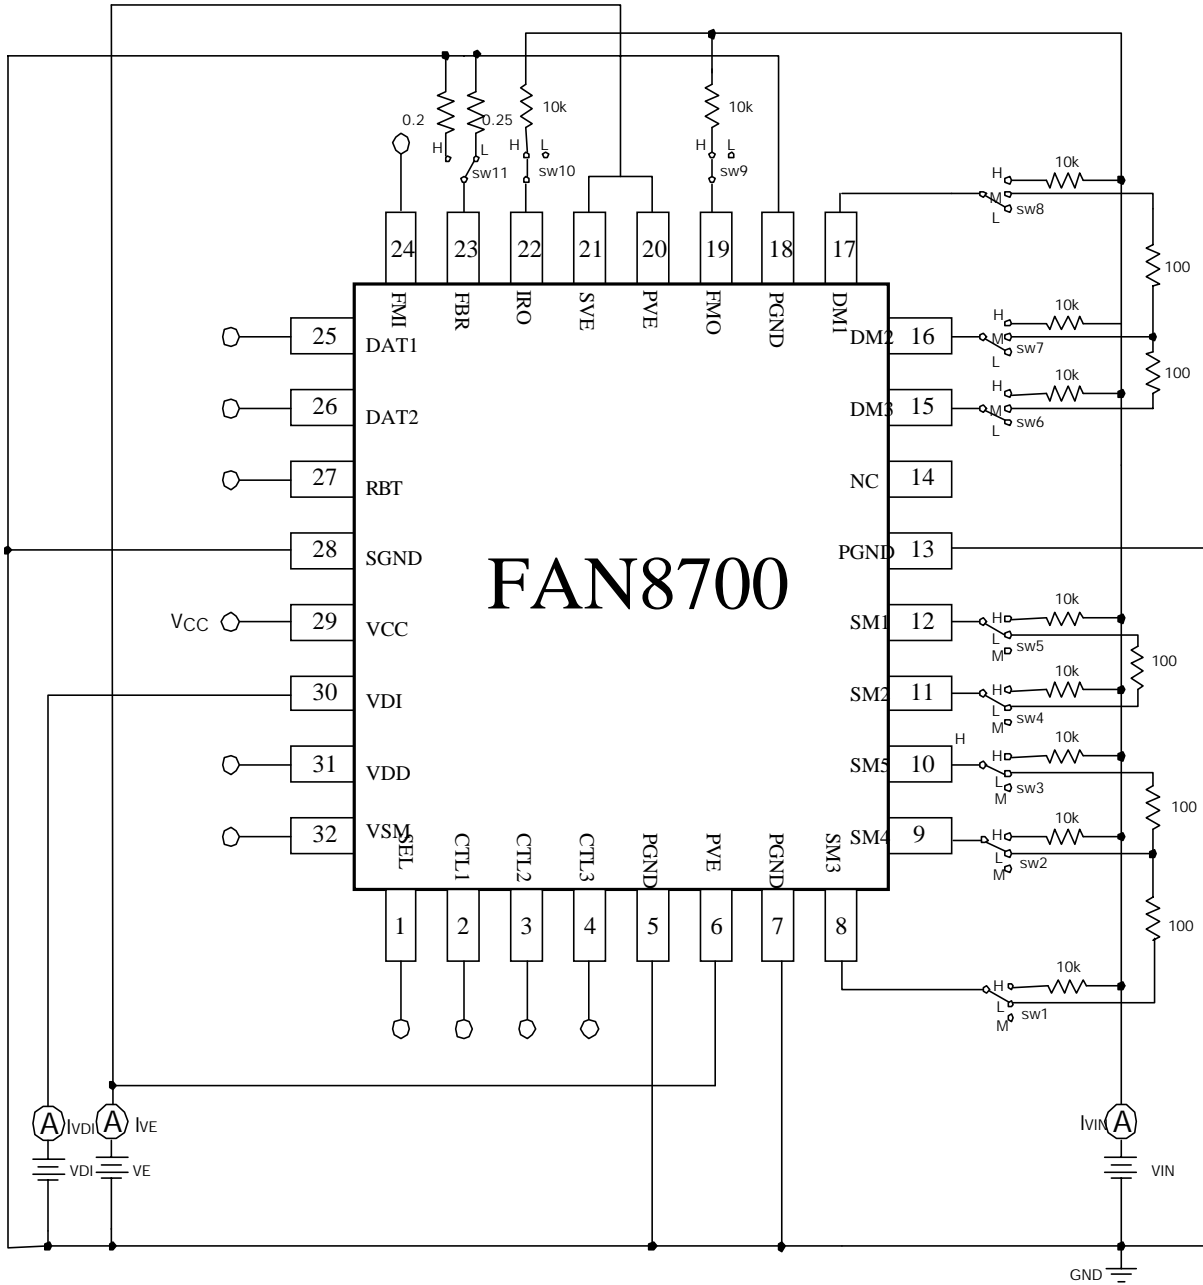 10k
10k
0.2
0.25
H
L
sw11
H
L
sw10
H
L
sw9
10k
H
M
L
sw8
24
23
22
21
20
19
18
17
100
FMI
FBR
IRO
SVE
PVE
FMO
PGND
DM1
10k
H
25
DAT1
DM2
16
M
L
sw7
100
10k
H
26
DAT2
DM3
15
M
L
sw6
27
RBT
NC
14
28
SGND
PGND
13
FAN8700
10k
VCC
29
VCC
SM1
12
H
L
M
sw5
100
10k
30
VDI
SM2
11
H
L
M
sw4
H
10k
31
VDD
SM5
10
H
L
M
sw3
100
10k
32
VSM
SM4
9
H
L
M
sw2
SEL
CTL1
CTL2
CTL3
PGND
PVE
PGND
SM3
1
2
3
4
5
6
7
8
100
10k
H
L
M
sw1
A
IVDI
A
IVE
IVIN
A
VDI
VE
VIN
GND